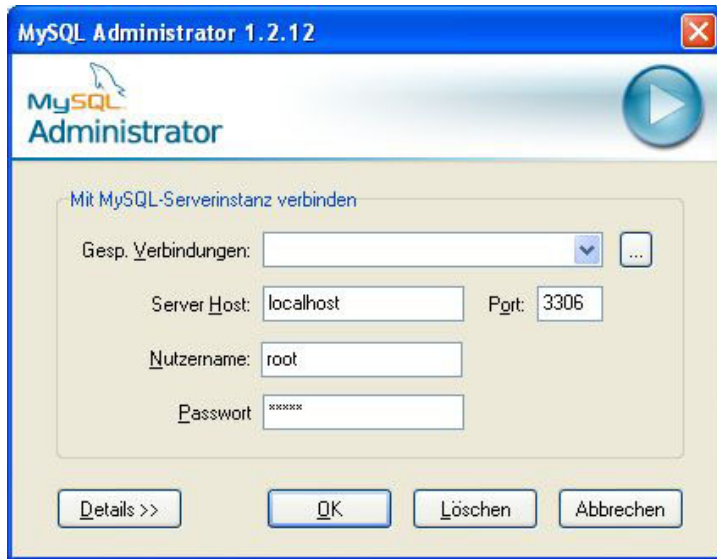 MySQL Administrator 1.2.12
MySQL
Administrator
Mit MySQL-Serverinstanz verbinden
Gesp. Verbindungen:
...
Server Host: localhost Port: 3306
Nutzername: root
Passwort *****
Details >> OK Löschen Abbrechen